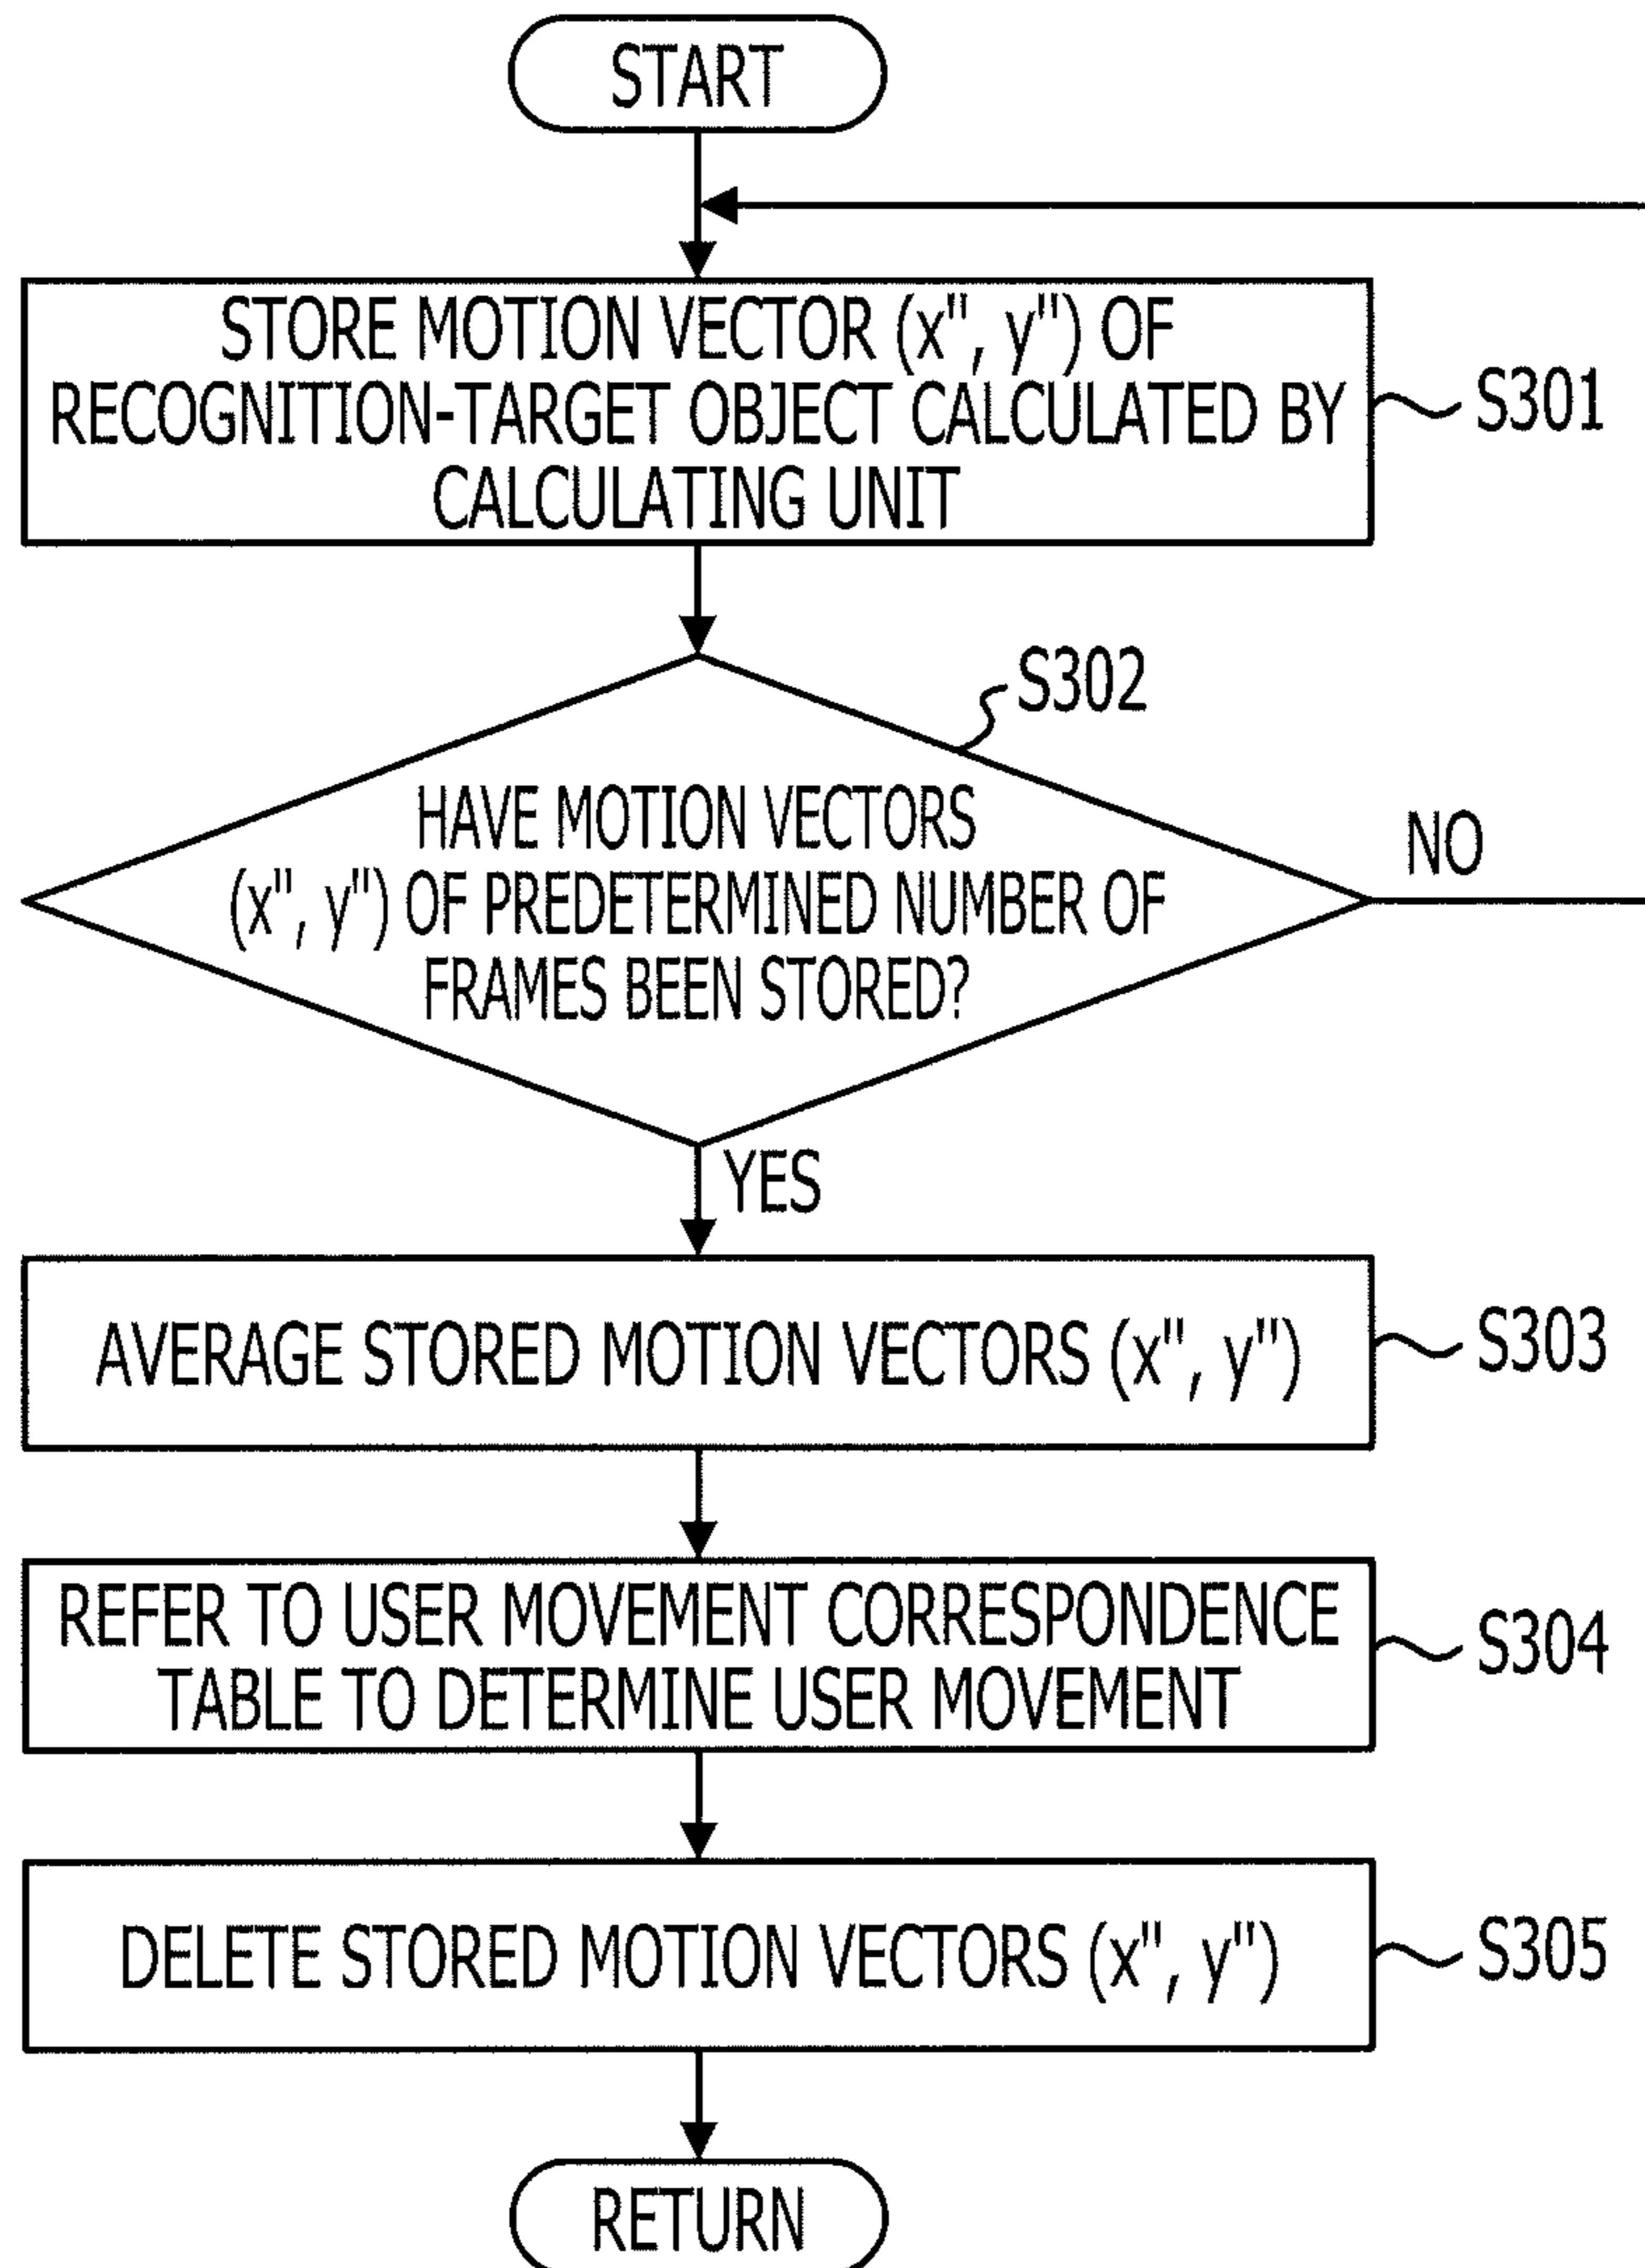 START
STORE MOTION VECTOR (x", y") OF
RECOGNITION-TARGET OBJECT CALCULATED BY
CALCULATING UNIT
S301
S302
HAVE MOTION VECTORS
(x", y") OF PREDETERMINED NUMBER OF
FRAMES BEEN STORED?
NO
YES
AVERAGE STORED MOTION VECTORS (x", y")
S303
REFER TO USER MOVEMENT CORRESPONDENCE
TABLE TO DETERMINE USER MOVEMENT
S304
DELETE STORED MOTION VECTORS (x", y")
S305
RETURN